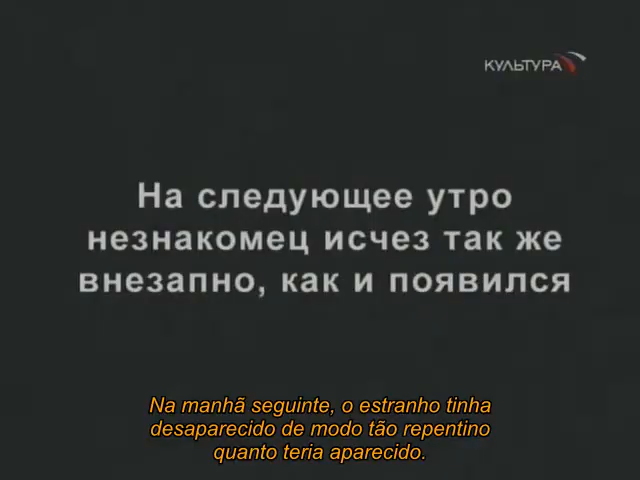 КУЛЬТУРА
На следующее утро
незнакомец исчез так же
внезапно, как и появился
Na manhã seguinte, o estranho tinha
desaparecido de modo tão repentino
quanto teria aparecido.